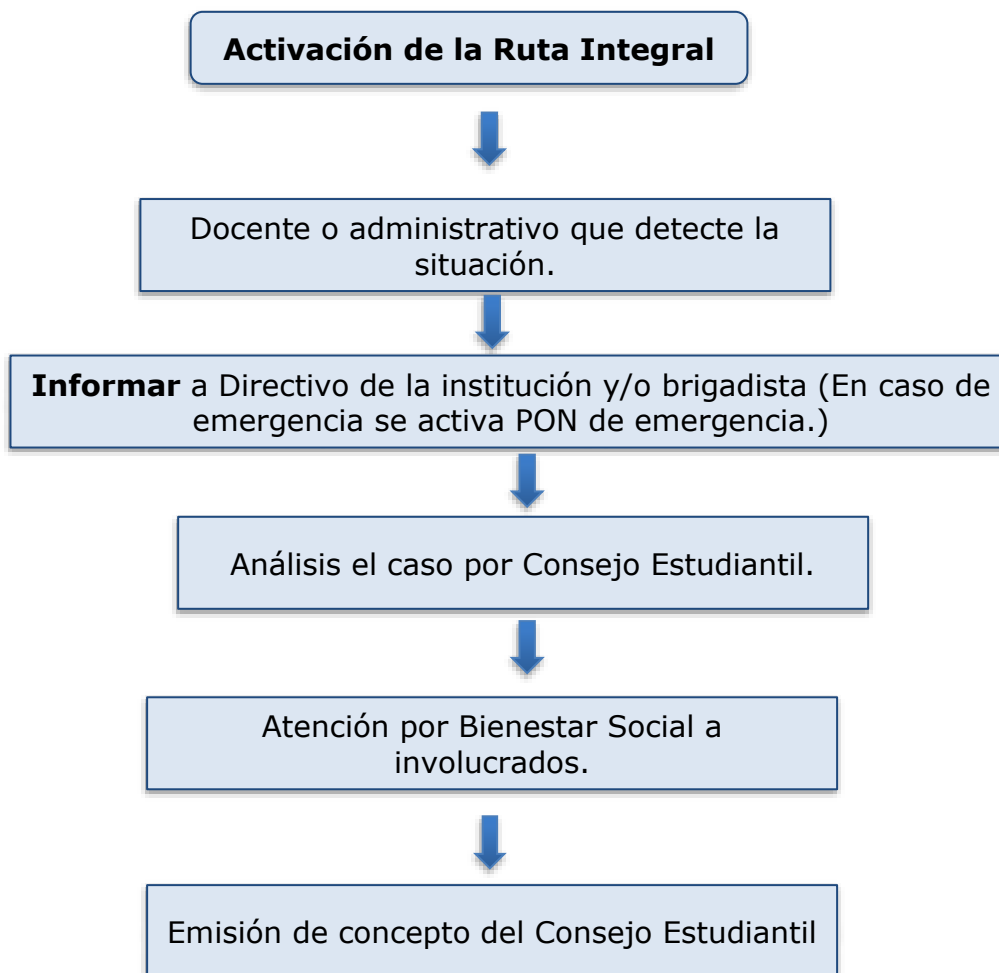 Activación de la Ruta Integral
Docente o administrativo que detecte la
situación.
Informar a Directivo de la institución y/o brigadista (En caso de
emergencia se activa PON de emergencia.)
Análisis el caso por Consejo Estudiantil.
Atención por Bienestar Social a
involucrados.
Emisión de concepto del Consejo Estudiantil